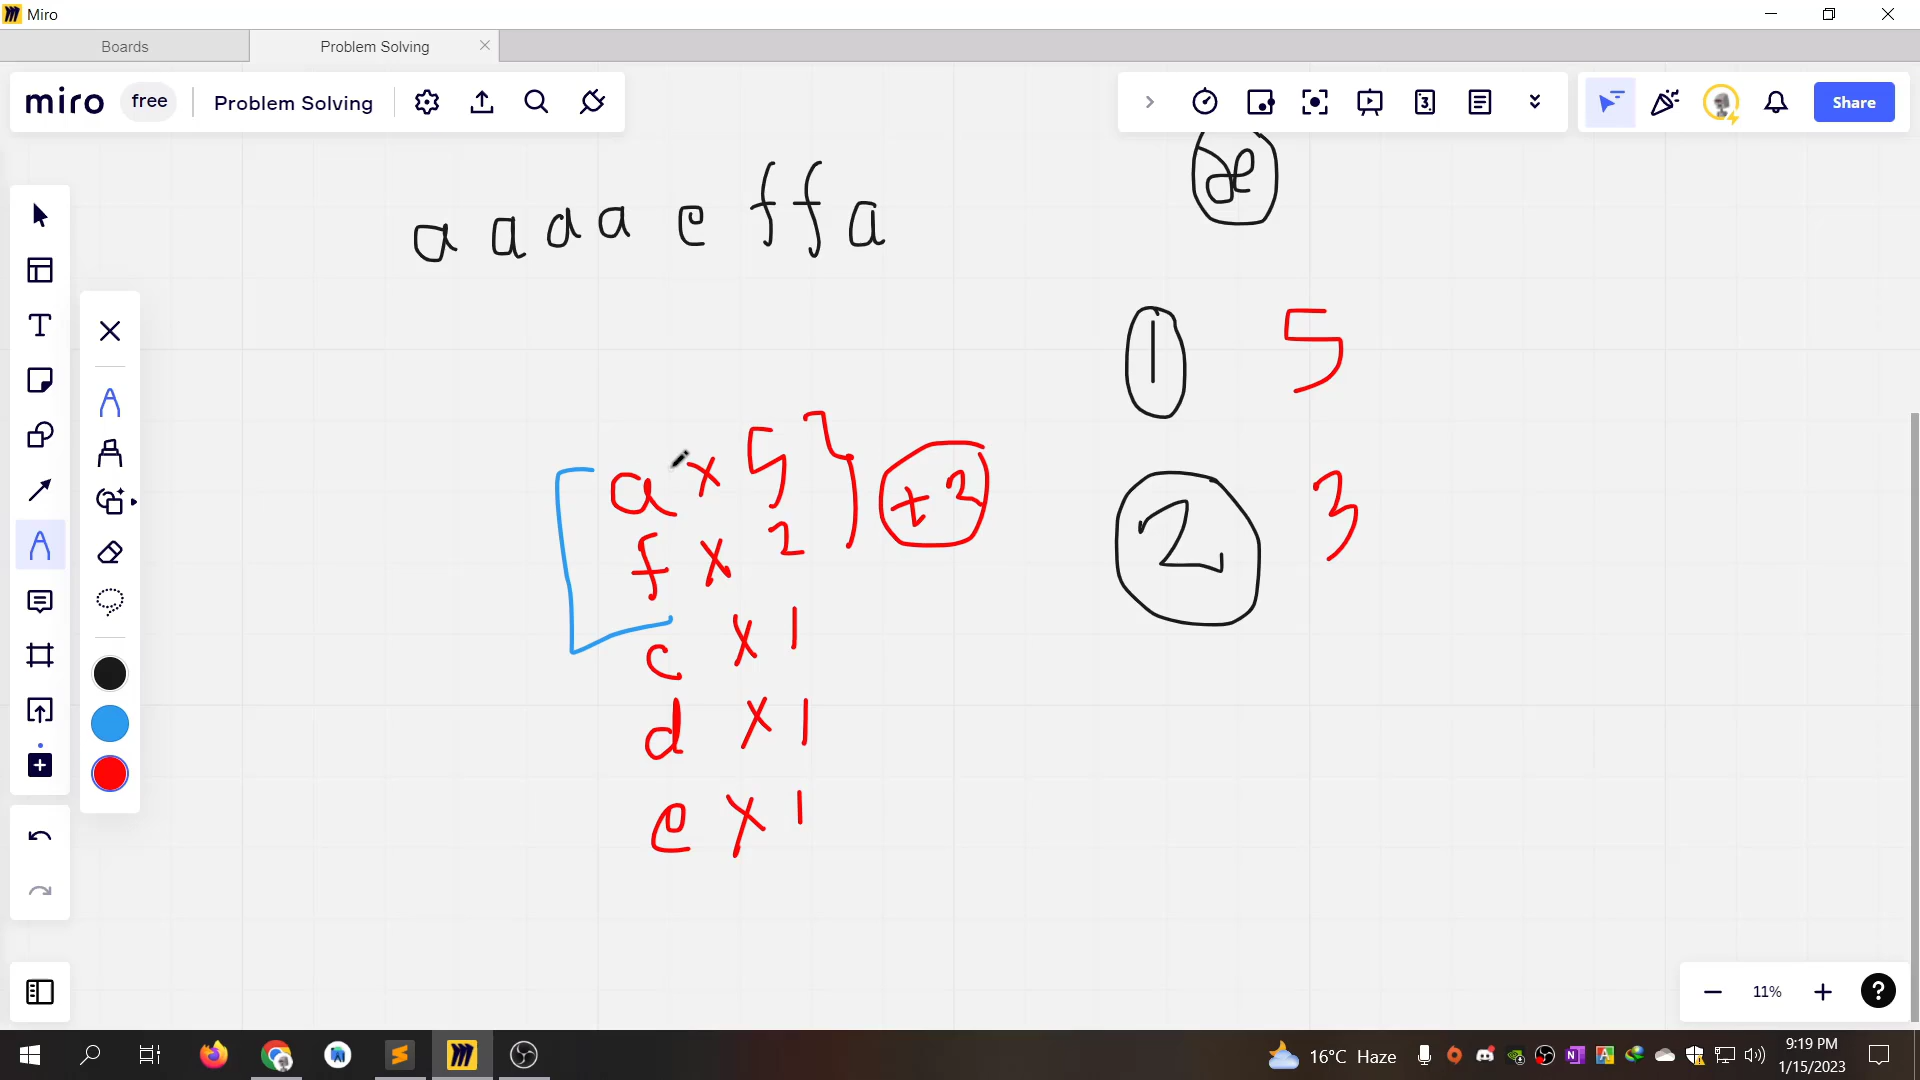 Miro
Boards
Problem Solving
miro
free
Problem Solving
3
Share
a a a a e f f a
1 5
a x 5
+2
f x 2
2 3
c x 1
d x 1
e x 1
11%
?
16°C Haze
9:19 PM
1/15/2023